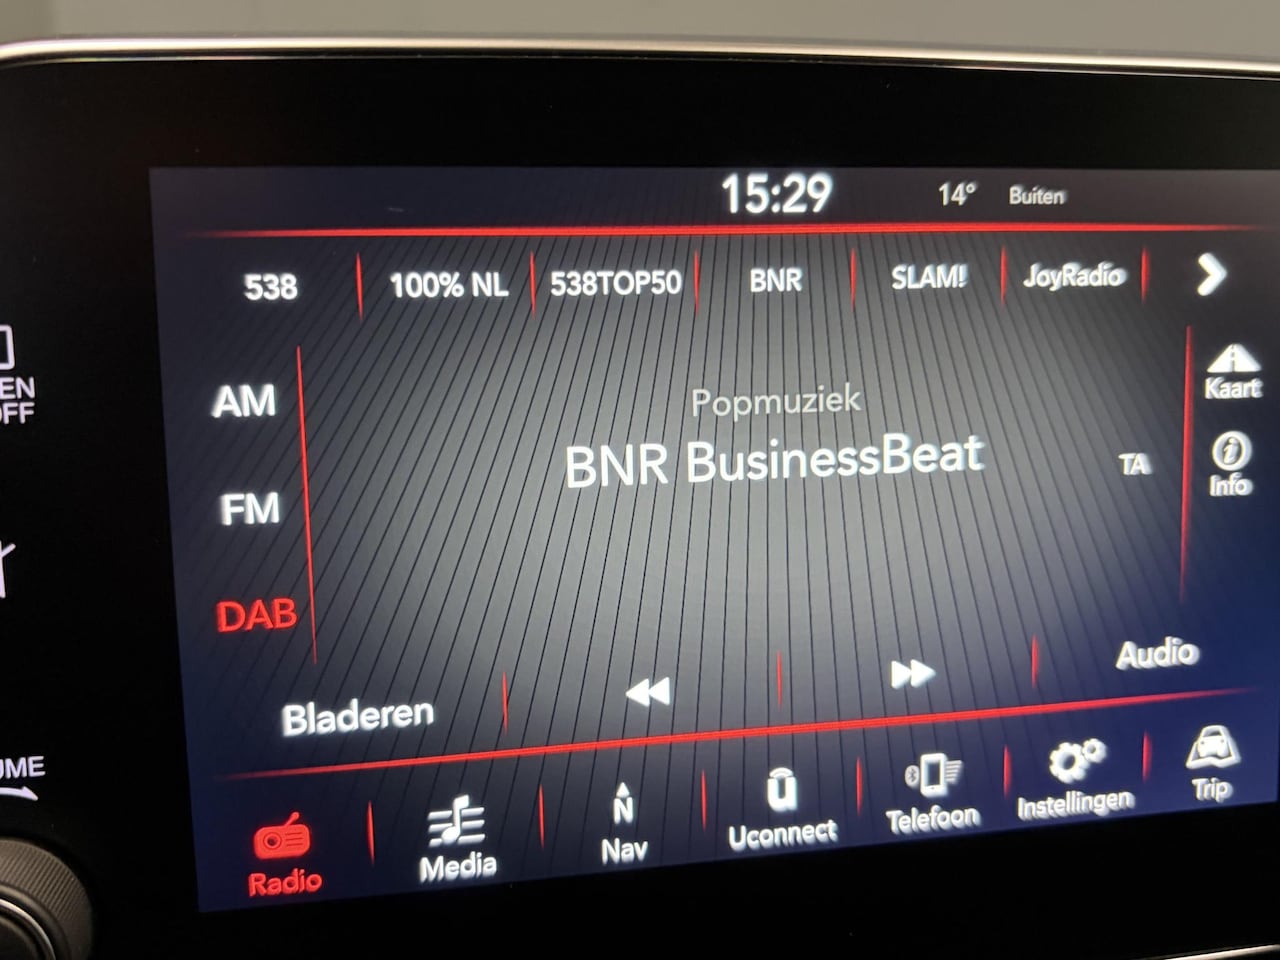 15:29 14° Buiten
538 100% NL 538TOP50 BNR SLAM! JoyRadio
Kaart
AM
Popmuziek
BNR BusinessBeat
TA
Info
FM
DAB
Bladeren
Audio
Radio Media Nav Uconnect Telefoon Instellingen Trip
OFF